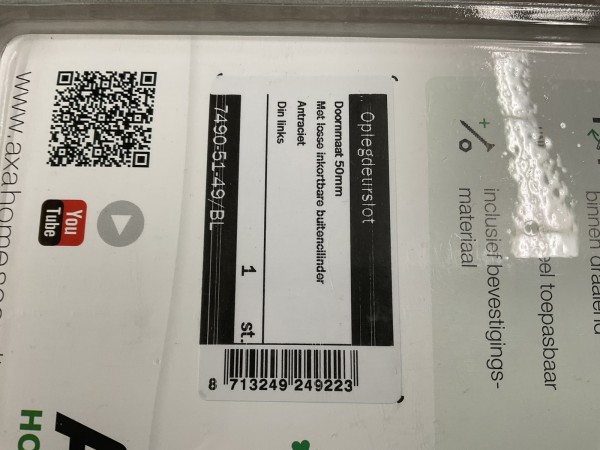 binnen draaiend
eel toepasbaar
inclusief bevestigings-
materiaal
Oplegdeurslot
Doornmaat 50mm
Met losse inkortbare buitencilinder
Antraciet
Din links
1 st.
7490-51-49/BL
8 713249 249223
You
Tube
www.axahome